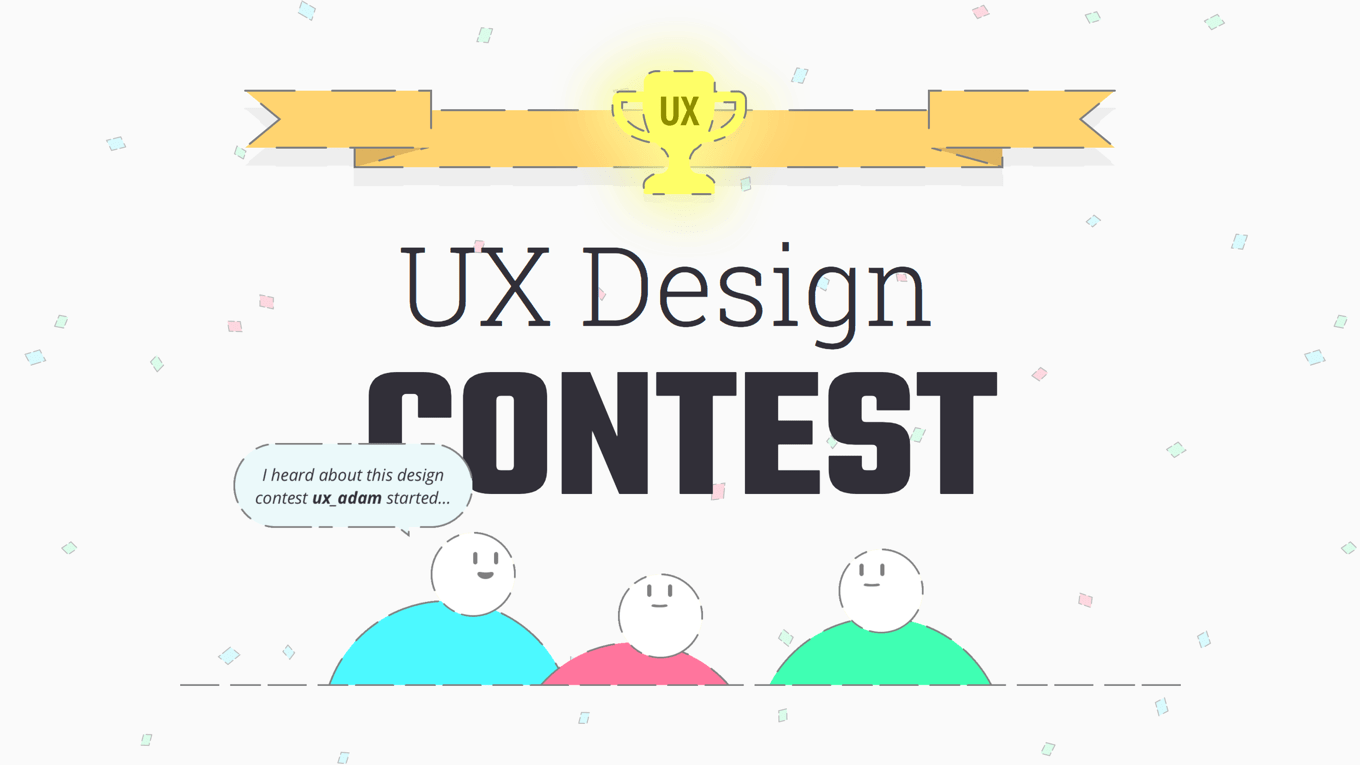 UX
UX Design
CONTEST
I heard about this design
contest ux_adam started...